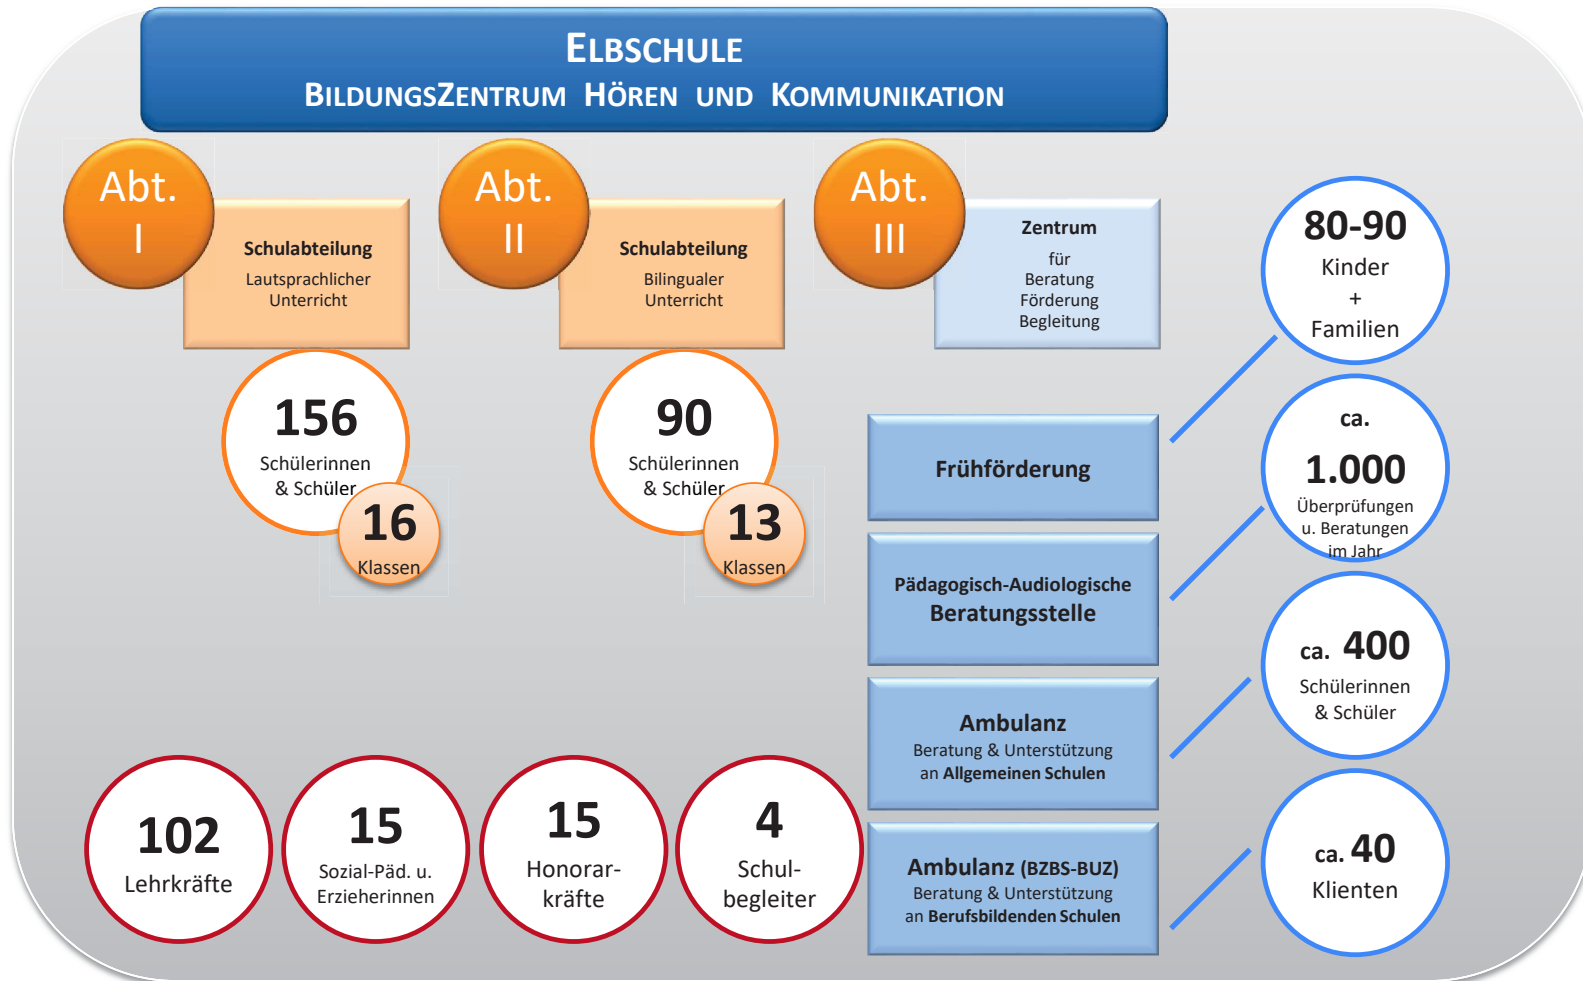 ELBSCHULE
BILDUNGSZENTRUM HÖREN UND KOMMUNIKATION
Abt.
I
Schulabteilung
Lautsprachlicher
Unterricht
156
Schülerinnen
& Schüler
16
Klassen
Abt.
II
Schulabteilung
Bilingualer
Unterricht
90
Schülerinnen
& Schüler
13
Klassen
Abt.
III
Zentrum
für
Beratung
Förderung
Begleitung
Frühförderung
80-90
Kinder
+
Familien
Pädagogisch-Audiologische
Beratungsstelle
ca.
1.000
Überprüfungen
u. Beratungen
im Jahr
Ambulanz
Beratung & Unterstützung
an Allgemeinen Schulen
ca. 400
Schülerinnen
& Schüler
Ambulanz (BZBS-BUZ)
Beratung & Unterstützung
an Berufsbildenden Schulen
ca. 40
Klienten
102
Lehrkräfte
15
Sozial-Päd. u.
Erzieherinnen
15
Honorar-
kräfte
4
Schul-
begleiter